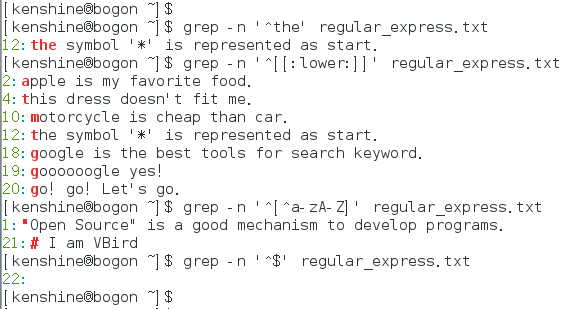 [kenshine@bogon ~]$
[kenshine@bogon ~]$ grep -n '^the' regular_express.txt
12:the symbol '*' is represented as start.
[kenshine@bogon ~]$ grep -n '^[[:lower:]]' regular_express.txt
2:apple is my favorite food.
4:this dress doesn't fit me.
10:motorcycle is cheap than car.
12:the symbol '*' is represented as start.
18:google is the best tools for search keyword.
19:goooooogle yes!
20:go! go! Let's go.
[kenshine@bogon ~]$ grep -n '^[^a-zA-Z]' regular_express.txt
1:"Open Source" is a good mechanism to develop programs.
21:# I am VBird
[kenshine@bogon ~]$ grep -n '^$' regular_express.txt
22:
[kenshine@bogon ~]$